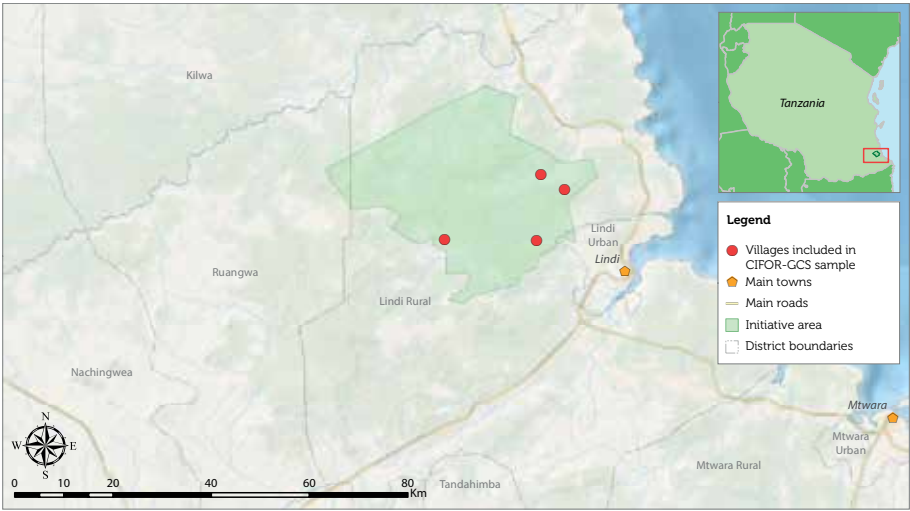 Kilwa
Tanzania
Legend
Villages included in
CIFOR-GCS sample
Main towns
Main roads
Initiative area
District boundaries
Lindi
Urban
Lindi
Ruangwa
Lindi Rural
Nachingwea
Mtwara
Mtwara
Urban
Mtwara Rural
Tandahimba
N
W E
S
0 10 20 40 60 80
Km